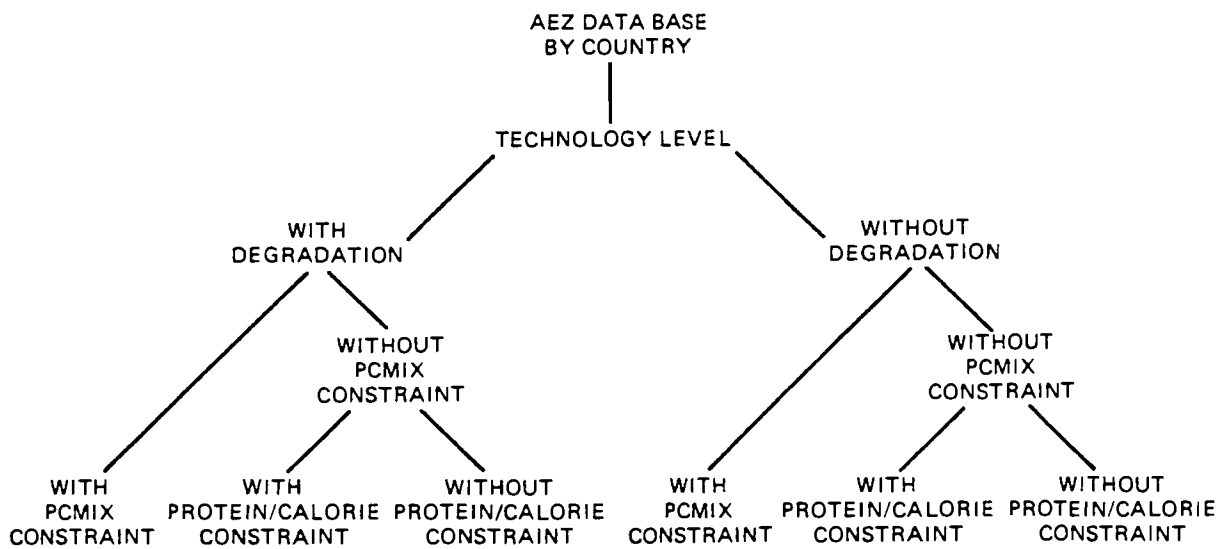 AEZ DATA BASE
BY COUNTRY
TECHNOLOGY LEVEL
WITH
DEGRADATION
WITHOUT
DEGRADATION
WITHOUT
PCMIX
CONSTRAINT
WITHOUT
PCMIX
CONSTRAINT
WITH
PCMIX
CONSTRAINT
WITH
PROTEIN/CALORIE
CONSTRAINT
WITHOUT
PROTEIN/CALORIE
CONSTRAINT
WITH
PCMIX
CONSTRAINT
WITH
PROTEIN/CALORIE
CONSTRAINT
WITHOUT
PROTEIN/CALORIE
CONSTRAINT